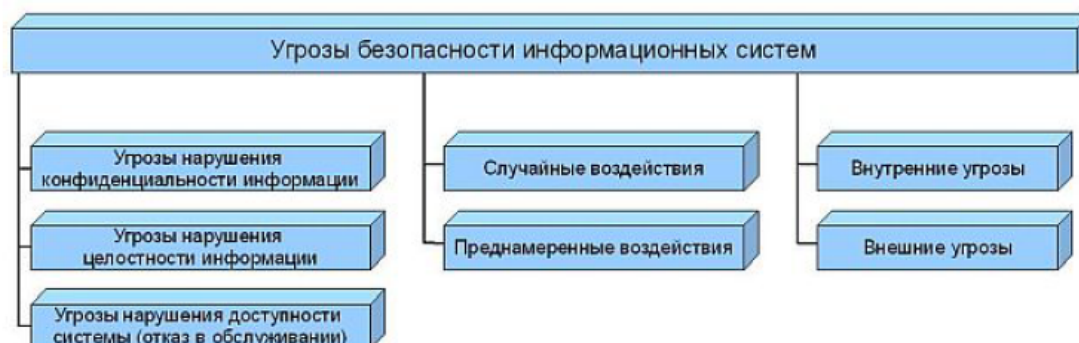 Угрозы безопасности информационных систем
Угрозы нарушения
конфиденциальности информации
Угрозы нарушения
целостности информации
Угрозы нарушения доступности
системы (отказ в обслуживании)
Случайные воздействия
Преднамеренные воздействия
Внутренние угрозы
Внешние угрозы